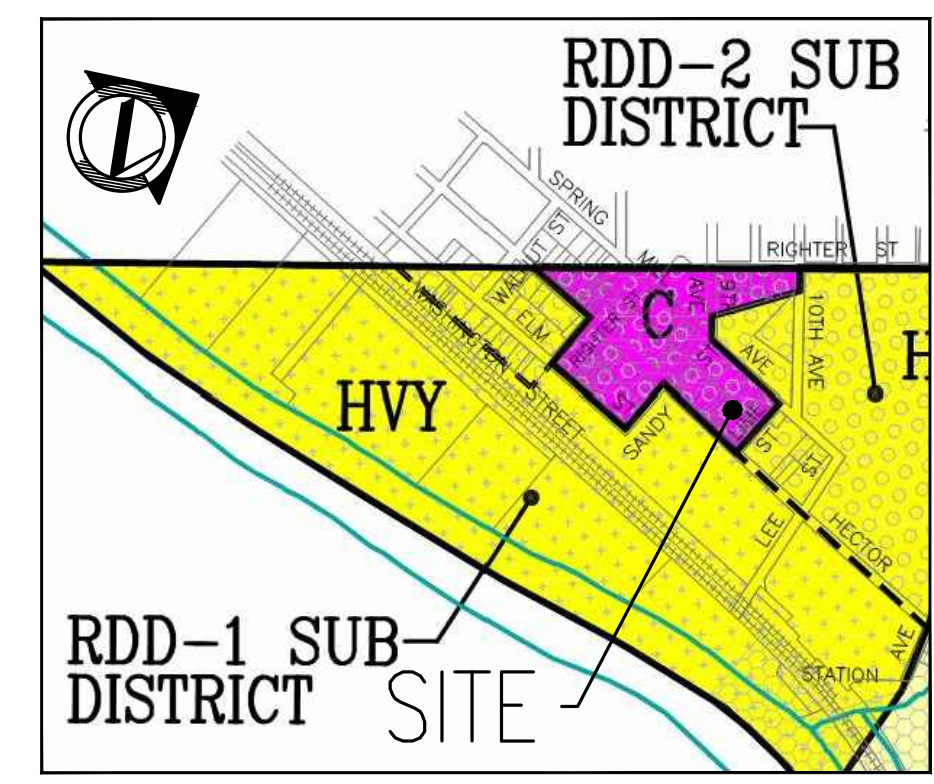 RDD-2 SUB
DISTRICT
SPRING
RIGHTER ST
ST
WALNUT
ELM
AVE
9TH
C
10TH AVE
H
HVY
STREET
ST
AVE
SANDY
ST
ST
LEE
HECTOR
AVE
STATION
RDD-1 SUB
DISTRICT
SITE